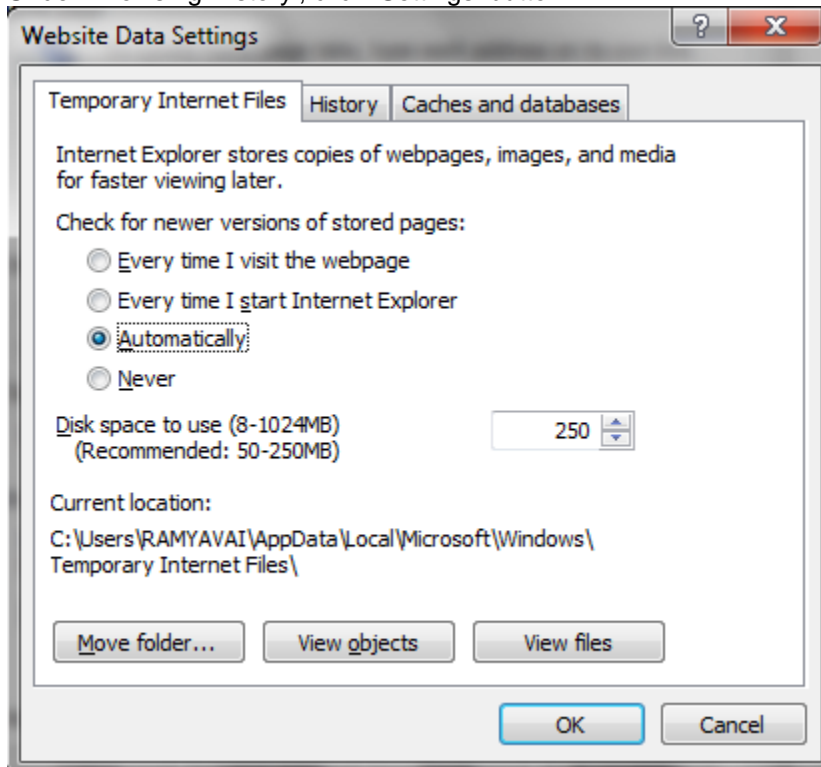 Website Data Settings
Temporary Internet Files History Caches and databases
Internet Explorer stores copies of webpages, images, and media
for faster viewing later.
Check for newer versions of stored pages:
Every time I visit the webpage
Every time I start Internet Explorer
Automatically
Never
Disk space to use (8-1024MB)
(Recommended: 50-250MB)
250
Current location:
C:\Users\RAMYAVAI\AppData\Local\Microsoft\Windows\
Temporary Internet Files\
Move folder... View objects View files
OK Cancel